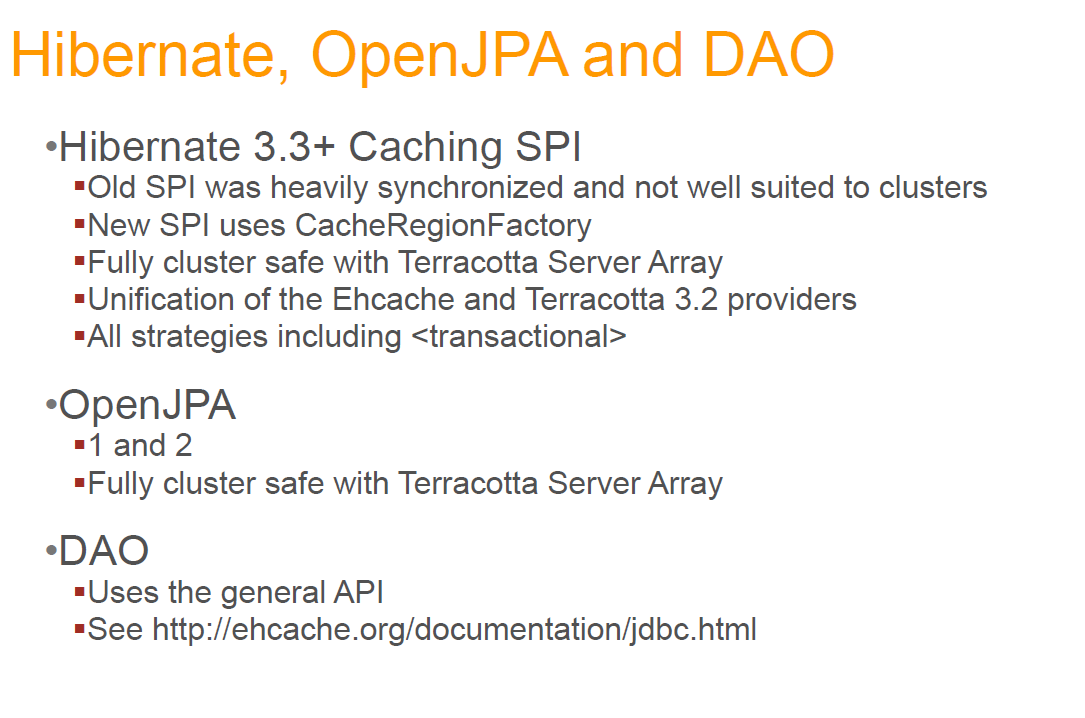 Hibernate, OpenJPA and DAO
•Hibernate 3.3+ Caching SPI
▪Old SPI was heavily synchronized and not well suited to clusters
▪New SPI uses CacheRegionFactory
▪Fully cluster safe with Terracotta Server Array
▪Unification of the Ehcache and Terracotta 3.2 providers
▪All strategies including <transactional>
•OpenJPA
▪1 and 2
▪Fully cluster safe with Terracotta Server Array
•DAO
▪Uses the general API
▪See http://ehcache.org/documentation/jdbc.html